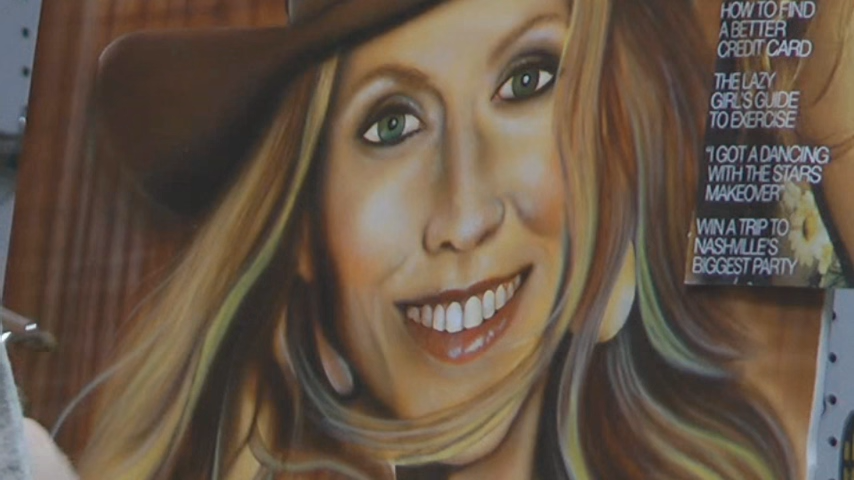 HOW TO FIND
A BETTER
CREDIT CARD
THE LAZY
GIRL'S GUIDE
TO EXERCISE
"I GOT A DANCING
WITH THE STARS
MAKEOVER"
WIN A TRIP TO
NASHVILLE'S
BIGGEST PARTY